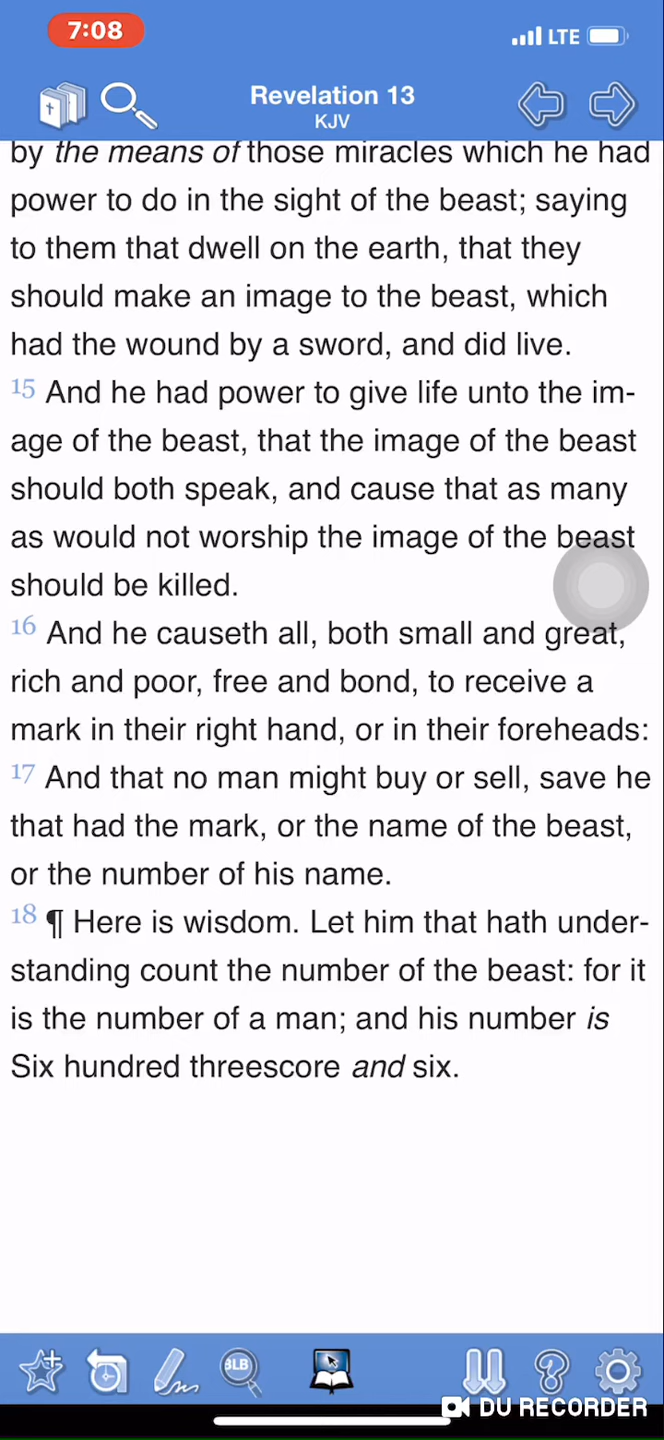 7:08
LTE
Revelation 13
KJV
by the means of those miracles which he had
power to do in the sight of the beast; saying
to them that dwell on the earth, that they
should make an image to the beast, which
had the wound by a sword, and did live.
15 And he had power to give life unto the im-
age of the beast, that the image of the beast
should both speak, and cause that as many
as would not worship the image of the beast
should be killed.
16 And he causeth all, both small and great,
rich and poor, free and bond, to receive a
mark in their right hand, or in their foreheads:
17 And that no man might buy or sell, save he
that had the mark, or the name of the beast,
or the number of his name.
18 ¶ Here is wisdom. Let him that hath under-
standing count the number of the beast: for it
is the number of a man; and his number is
Six hundred threescore and six.
BLB
DU RECORDER